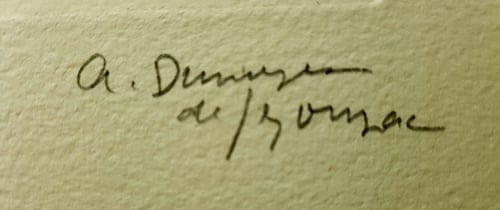 A. Dunoyer
de Segonzac